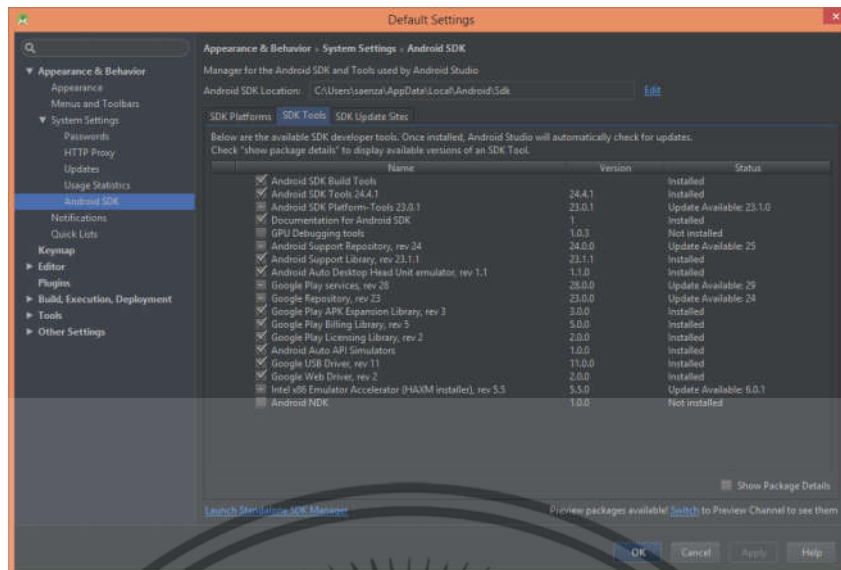 Default Settings
Appearance & Behavior
Appearance
Menus and Toolbars
System Settings
Passwords
HTTP Proxy
Updates
Usage Statistics
Android SDK
Notifications
Quick Lists
Keymap
Editor
Plugins
Build, Execution, Deployment
Tools
Other Settings
Appearance & Behavior › System Settings › Android SDK
Manager for the Android SDK and Tools used by Android Studio
Android SDK Location: C:\Users\saenza\AppData\Local\Android\Sdk Edit
SDK Platforms SDK Tools SDK Update Sites
Below are the available SDK developer tools. Once installed, Android Studio will automatically check for updates.
Check "show package details" to display available versions of an SDK Tool.
Name Version Status
Android SDK Build Tools Installed
Android SDK Tools 24.4.1 24.4.1 Installed
Android SDK Platform-Tools 23.0.1 23.0.1 Update Available: 23.1.0
Documentation for Android SDK 1 Installed
GPU Debugging tools 1.0.3 Not installed
Android Support Repository, rev 24 24.0.0 Update Available: 25
Android Support Library, rev 23.1.1 23.1.1 Installed
Android Auto Desktop Head Unit emulator, rev 1.1 1.1.0 Installed
Google Play services, rev 28 28.0.0 Update Available: 29
Google Repository, rev 23 23.0.0 Update Available: 24
Google Play APK Expansion Library, rev 3 3.0.0 Installed
Google Play Billing Library, rev 5 5.0.0 Installed
Google Play Licensing Library, rev 2 2.0.0 Installed
Android Auto API Simulators 1.0.0 Installed
Google USB Driver, rev 11 11.0.0 Installed
Google Web Driver, rev 2 2.0.0 Installed
Intel x86 Emulator Accelerator (HAXM installer), rev 5.5 5.5.0 Update Available: 6.0.1
Android NDK 1.0.0 Not installed
Show Package Details
Launch Standalone SDK Manager
Preview packages available! Switch to Preview Channel to see them
OK Cancel Apply Help